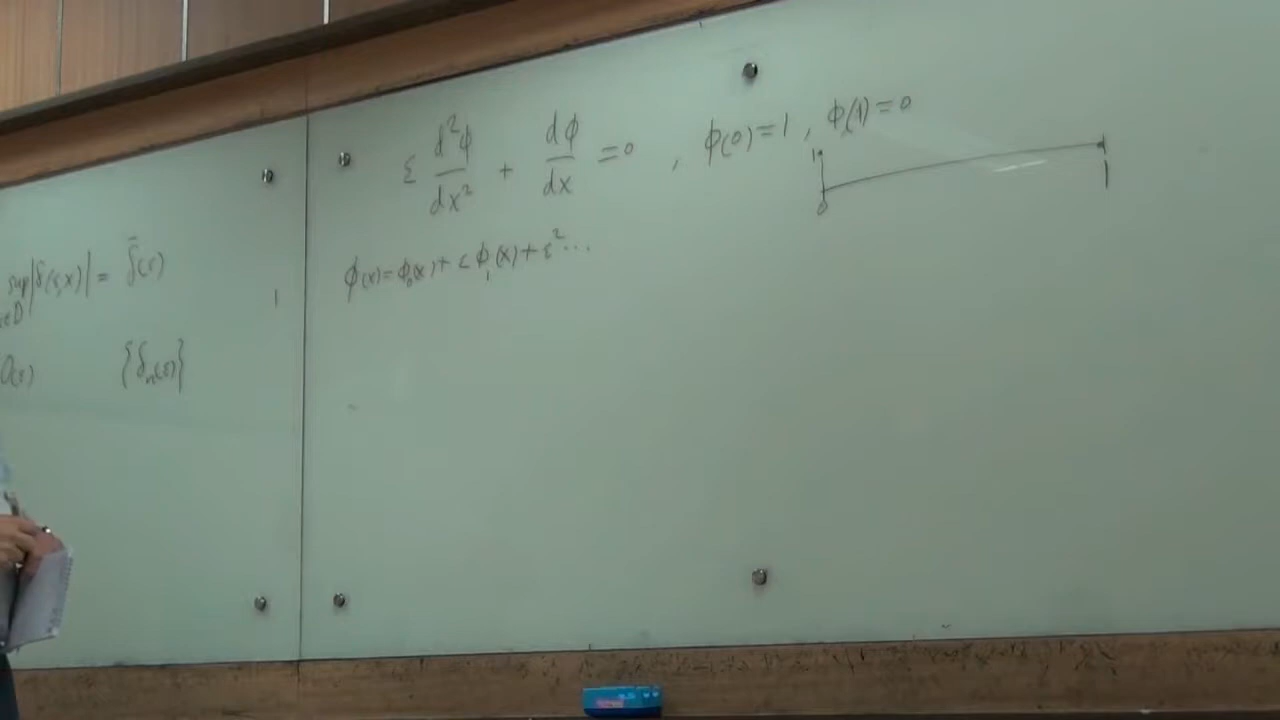 sup|δ(ε,x)| = δ̄(ε)
x∈D
O(ε) {δₙ(ε)}
ε d²φ/dx² + dφ/dx = 0 , φ(0) = 1 , φ(1) = 0
1
0 1
φ(x) = φ₀(x) + ε φ₁(x) + ε² ...